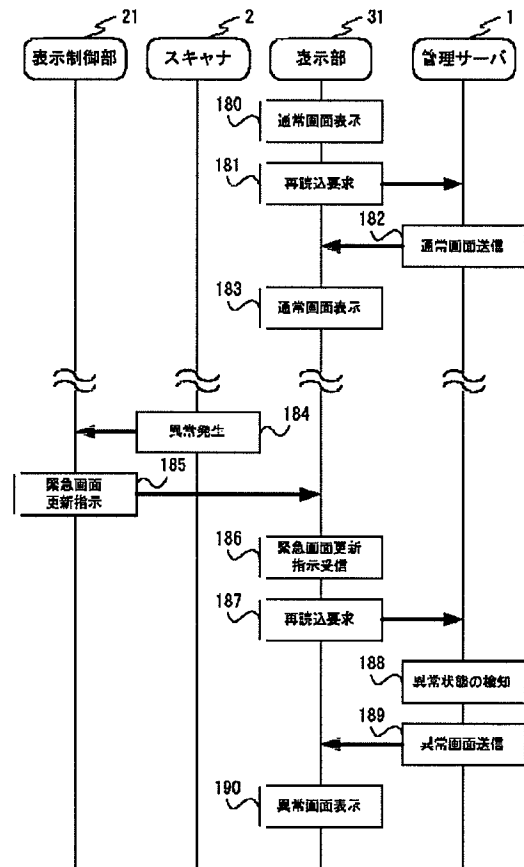 21
2
31
1
表示制御部
スキャナ
表示部
管理サーバ
180
通常画面表示
181
再読込要求
182
通常画面送信
183
通常画面表示
184
異常発生
185
緊急画面
更新指示
186
緊急画面更新
指示受信
187
再読込要求
188
異常状態の検知
189
異常画面送信
190
異常画面表示